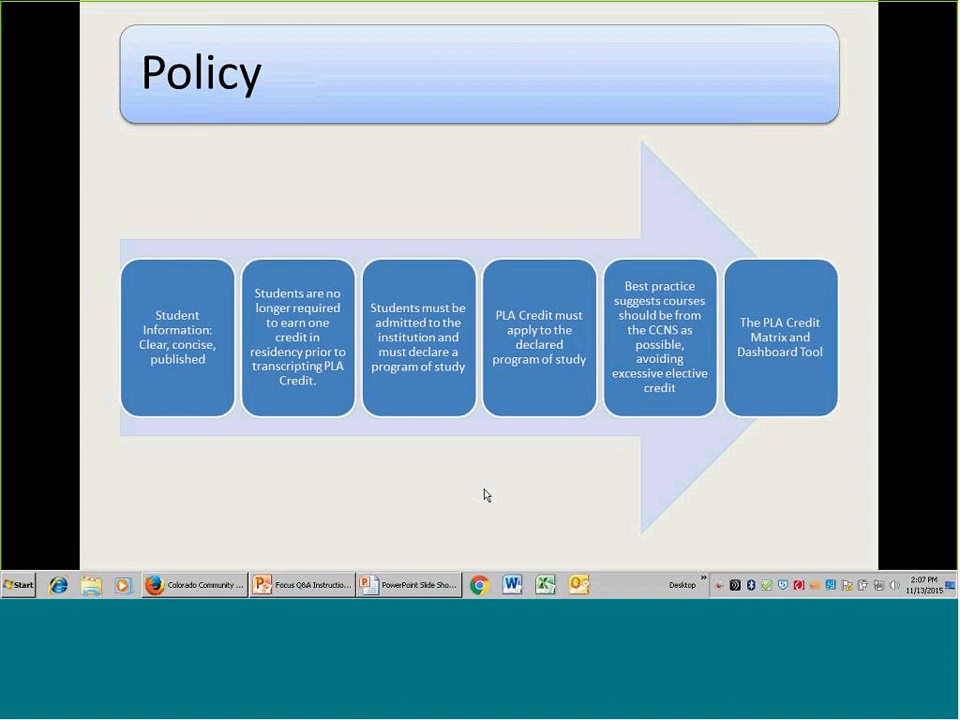 Policy
Student
Information:
Clear, concise,
published
Students are no
longer required
to earn one
credit in
residency prior to
transcripting PLA
Credit.
Students must be
admitted to the
institution and
must declare a
program of study
PLA Credit must
apply to the
declared
program of study
Best practice
suggests courses
should be from
the CCNS as
possible,
avoiding
excessive elective
credit
The PLA Credit
Matrix and
Dashboard Tool
Start
Colorado Community ...
Focus Q&A Instructio...
PowerPoint Slide Sho...
Desktop
2:07 PM
11/13/2015